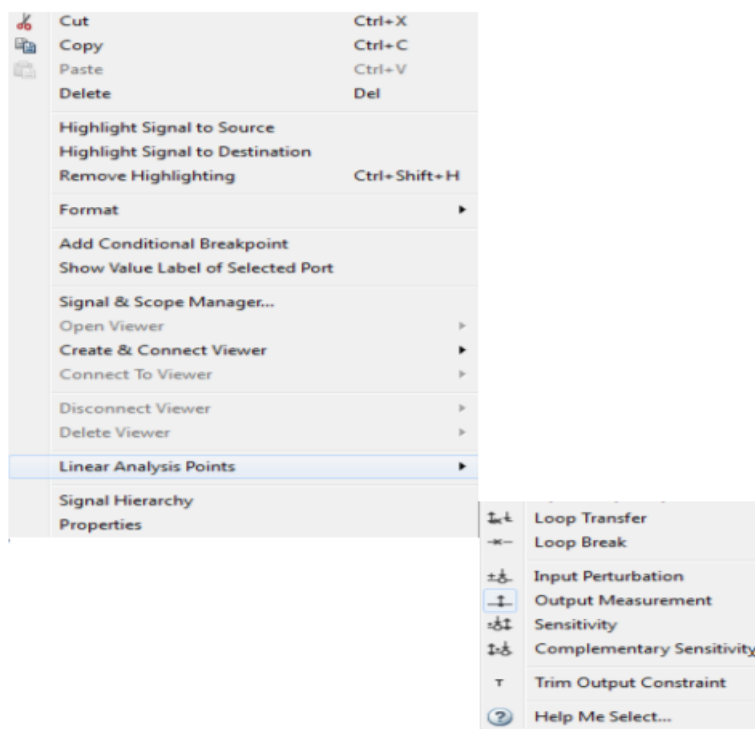 Cut Ctrl+X
Copy Ctrl+C
Paste Ctrl+V
Delete Del
Highlight Signal to Source
Highlight Signal to Destination
Remove Highlighting Ctrl+Shift+H
Format
Add Conditional Breakpoint
Show Value Label of Selected Port
Signal & Scope Manager...
Open Viewer
Create & Connect Viewer
Connect To Viewer
Disconnect Viewer
Delete Viewer
Linear Analysis Points
Signal Hierarchy
Properties
Loop Transfer
Loop Break
Input Perturbation
Output Measurement
Sensitivity
Complementary Sensitivity
T Trim Output Constraint
? Help Me Select...